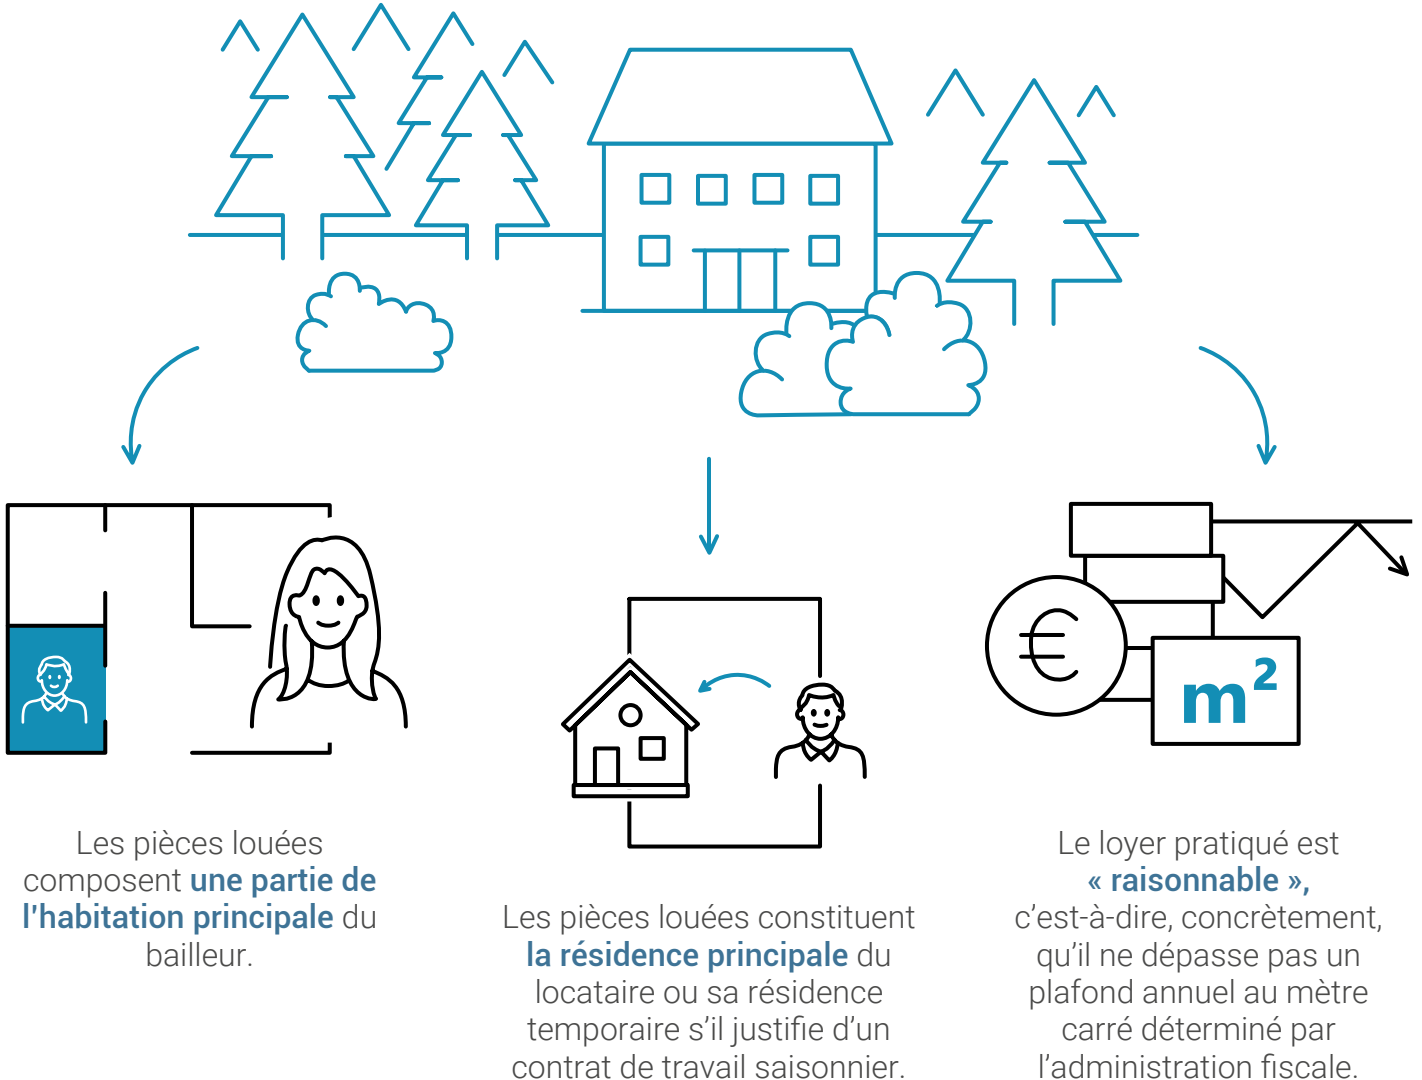 €
m²
Les pièces louées
composent une partie de
l'habitation principale du
bailleur.
Les pièces louées constituent
la résidence principale du
locataire ou sa résidence
temporaire s’il justifie d’un
contrat de travail saisonnier.
Le loyer pratiqué est
« raisonnable »,
c’est-à-dire, concrètement,
qu’il ne dépasse pas un
plafond annuel au mètre
carré déterminé par
l’administration fiscale.